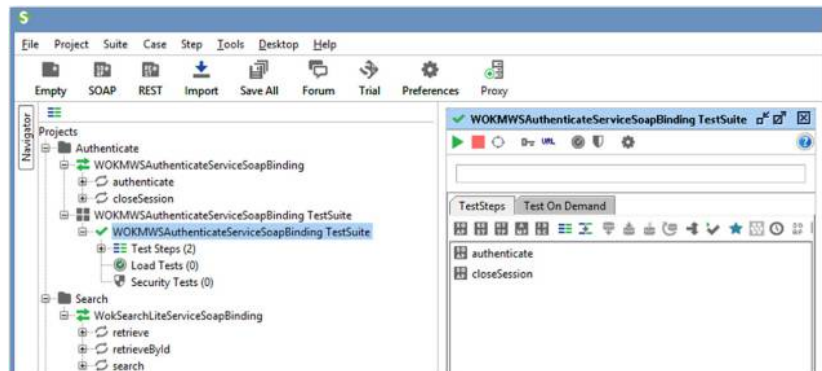 S
File Project Suite Case Step Tools Desktop Help
Empty SOAP REST Import Save All Forum Trial Preferences Proxy
Navigator
Projects
Authenticate
WOKMWSAuthenticateServiceSoapBinding
authenticate
closeSession
WOKMWSAuthenticateServiceSoapBinding TestSuite
WOKMWSAuthenticateServiceSoapBinding TestSuite
Test Steps (2)
Load Tests (0)
Security Tests (0)
Search
WokSearchLiteServiceSoapBinding
retrieve
retrieveById
search
WOKMWSAuthenticateServiceSoapBinding TestSuite
URL
TestSteps Test On Demand
authenticate
closeSession